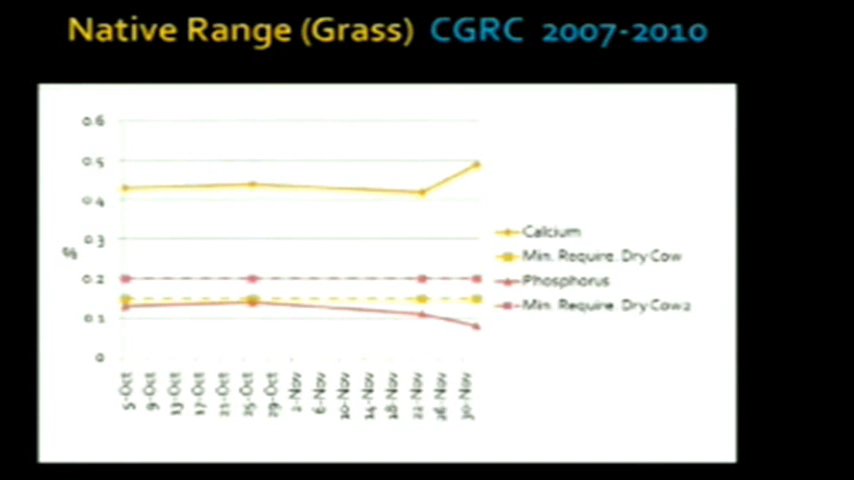 Native Range (Grass) CGRC 2007-2010
0.6
0.5
0.4
0.3
0.2
0.1
0
%
5-Oct
9-Oct
13-Oct
17-Oct
21-Oct
25-Oct
29-Oct
2-Nov
6-Nov
10-Nov
14-Nov
18-Nov
22-Nov
26-Nov
30-Nov
Calcium
Min. Require. Dry Cow
Phosphorus
Min. Require. Dry Cow2